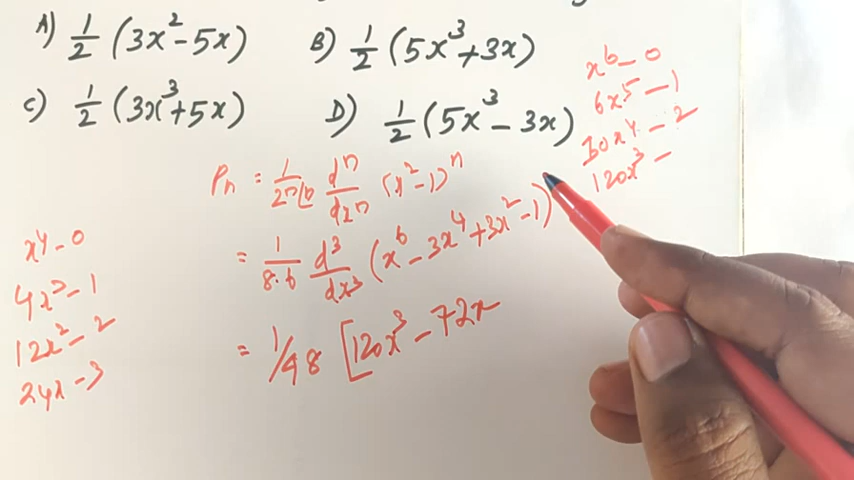 A) 1/2 (3x² - 5x) B) 1/2 (5x³ + 3x)
C) 1/2 (3x³ + 5x) D) 1/2 (5x³ - 3x)
x⁶ - 0
6x⁵ - 1
30x⁴ - 2
120x³ -
Pn = 1/2ⁿ⌊n dⁿ/dxⁿ (x² - 1)ⁿ
= 1/8·6 d³/dx³ (x⁶ - 3x⁴ + 3x² - 1)
= 1/48 [120x³ - 72x
x⁴ - 0
4x³ - 1
12x² - 2
24x - 3